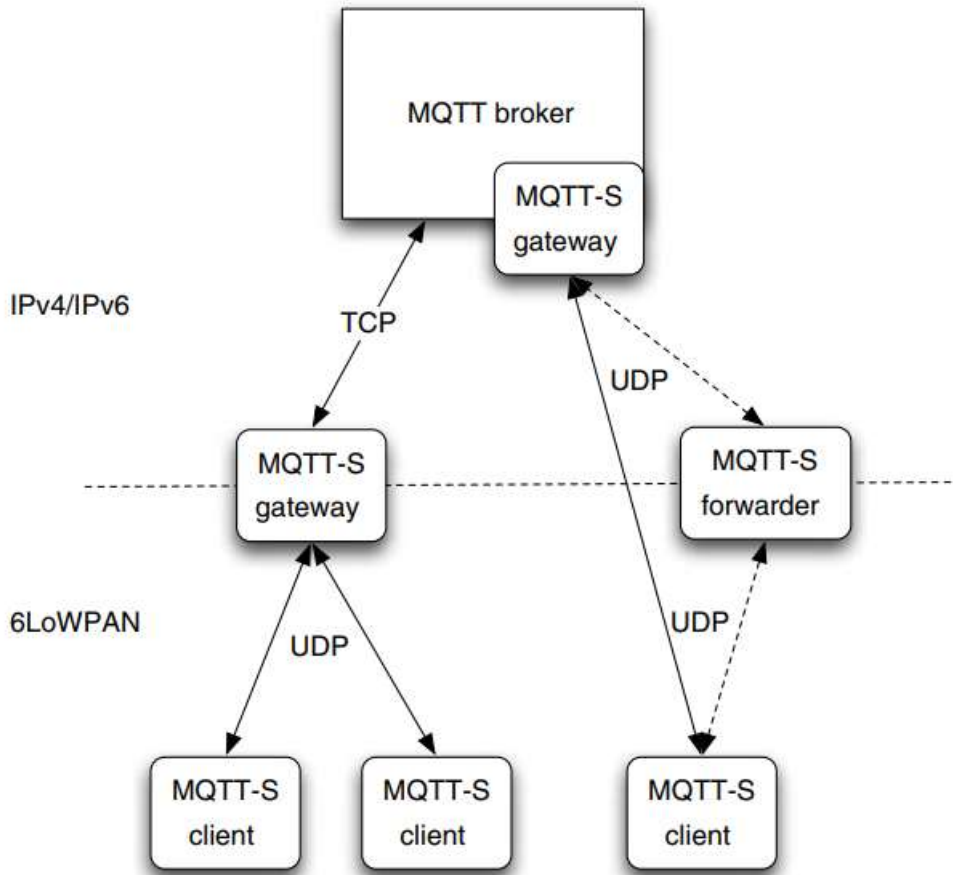 MQTT broker
MQTT-S
gateway
IPv4/IPv6
TCP
UDP
MQTT-S
gateway
MQTT-S
forwarder
6LoWPAN
UDP
UDP
MQTT-S
client
MQTT-S
client
MQTT-S
client